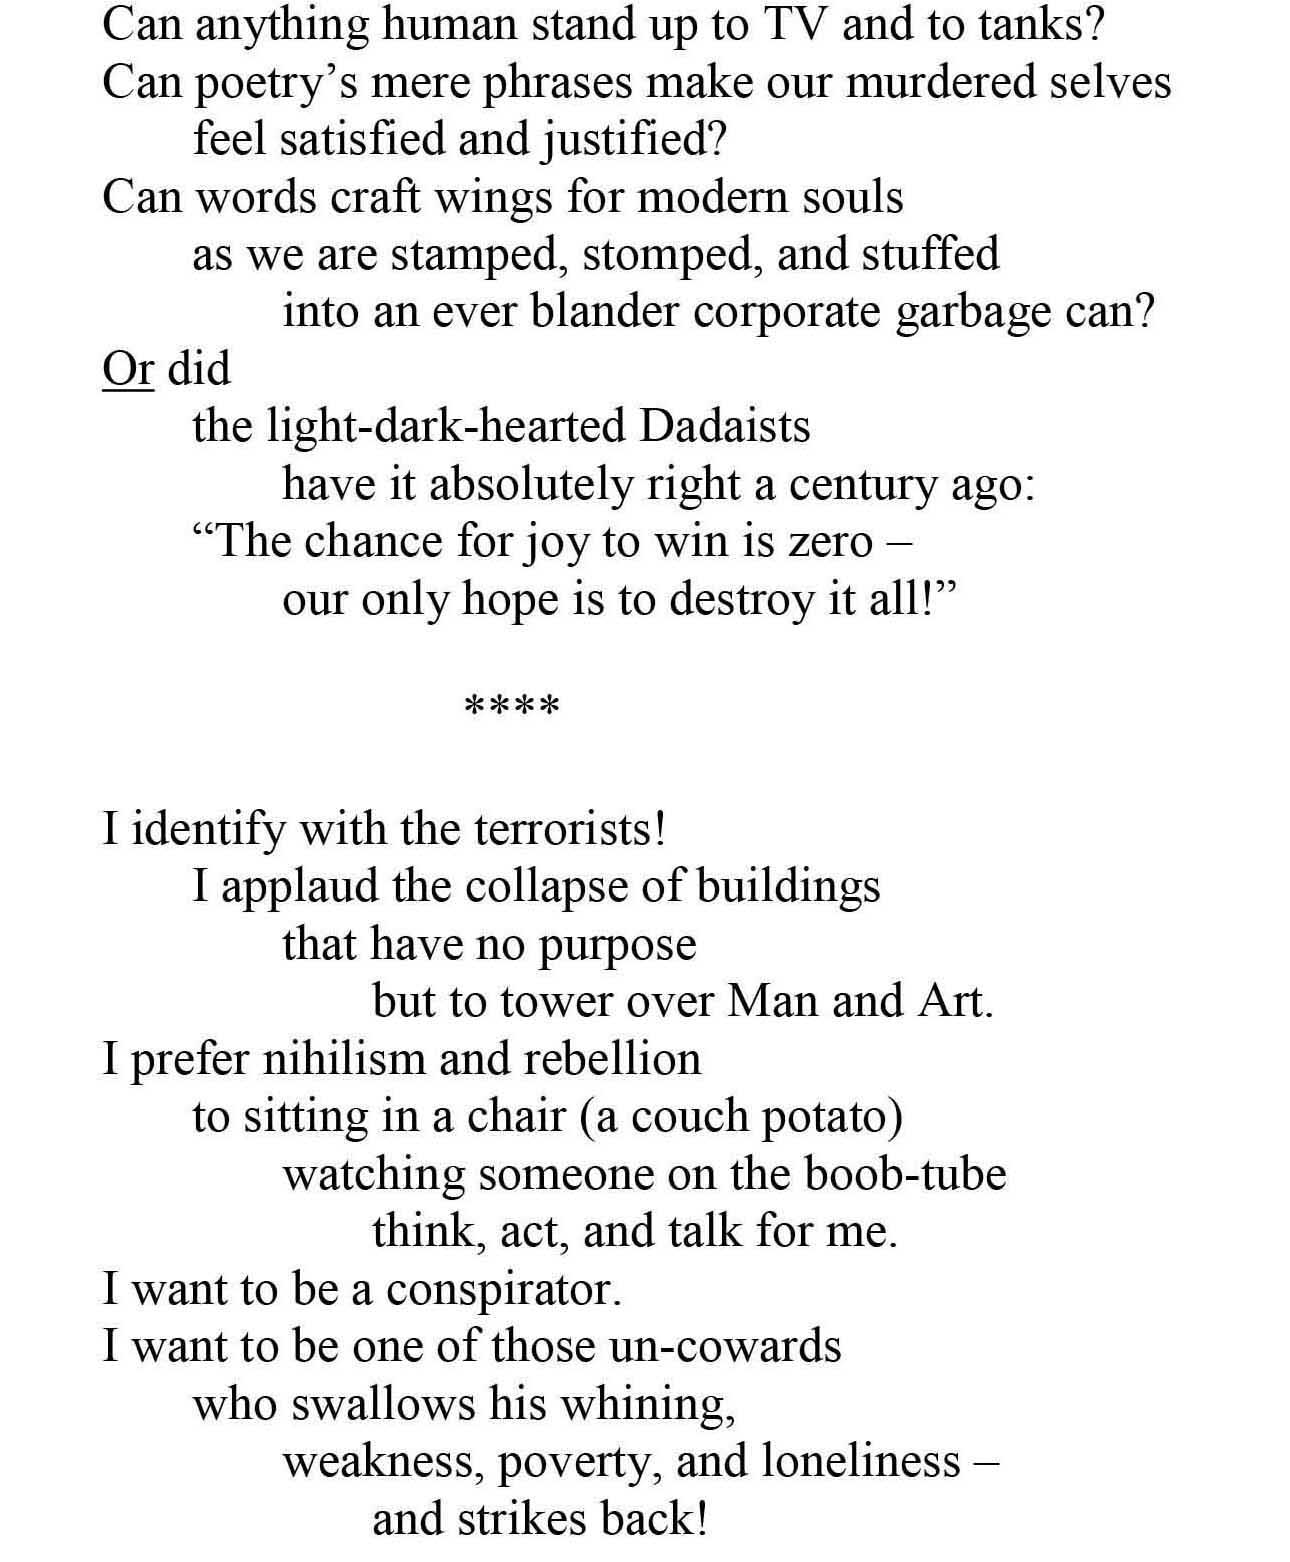 Can anything human stand up to TV and to tanks?
Can poetry’s mere phrases make our murdered selves
feel satisfied and justified?
Can words craft wings for modern souls
as we are stamped, stomped, and stuffed
into an ever blander corporate garbage can?
Or did
the light-dark-hearted Dadaists
have it absolutely right a century ago:
“The chance for joy to win is zero –
our only hope is to destroy it all!”
****
I identify with the terrorists!
I applaud the collapse of buildings
that have no purpose
but to tower over Man and Art.
I prefer nihilism and rebellion
to sitting in a chair (a couch potato)
watching someone on the boob-tube
think, act, and talk for me.
I want to be a conspirator.
I want to be one of those un-cowards
who swallows his whining,
weakness, poverty, and loneliness –
and strikes back!